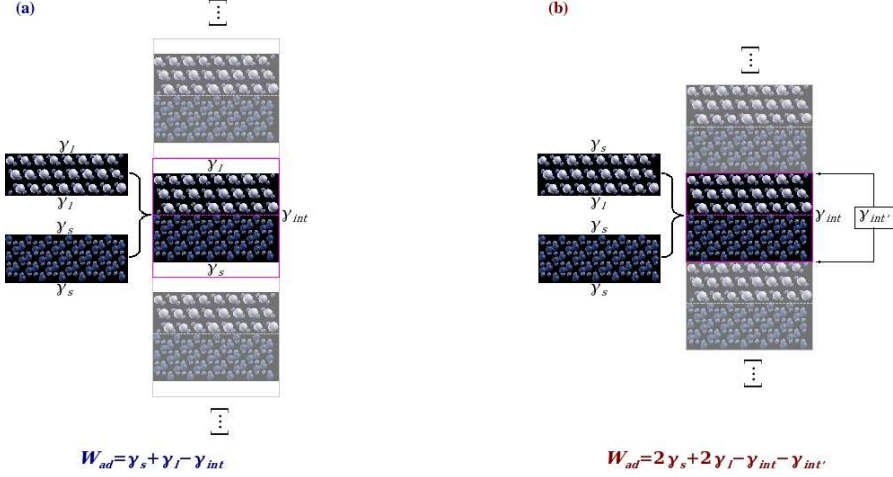 (a)
[⋮]
γl
γl
γs
γs
γl
γint
γs
[⋮]
Wad=γs+γl−γint
(b)
[⋮]
γs
γl
γs
γs
γint
γint'
[⋮]
Wad=2γs+2γl−γint−γint'